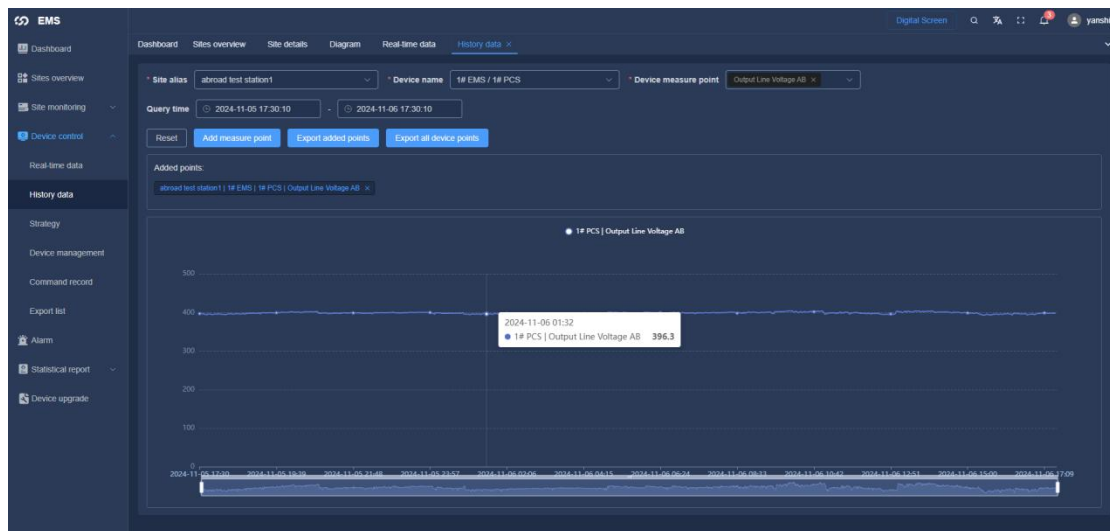 EMS
Digital Screen
3
yansh
Dashboard
Sites overview
Site monitoring
Device control
Real-time data
History data
Strategy
Device management
Command record
Export list
Alarm
Statistical report
Device upgrade
Dashboard Sites overview Site details Diagram Real-time data History data ×
* Site alias abroad test station1 * Device name 1# EMS / 1# PCS * Device measure point Output Line Voltage AB ×
Query time 2024-11-05 17:30:10 - 2024-11-06 17:30:10
Reset Add measure point Export added points Export all device points
Added points:
abroad test station1 | 1# EMS | 1# PCS | Output Line Voltage AB ×
1# PCS | Output Line Voltage AB
500
400
2024-11-06 01:32
1# PCS | Output Line Voltage AB 396.3
300
200
100
0
2024-11-05 17:30 2024-11-05 19:39 2024-11-05 21:48 2024-11-05 23:57 2024-11-06 02:06 2024-11-06 04:15 2024-11-06 06:24 2024-11-06 08:33 2024-11-06 10:42 2024-11-06 12:51 2024-11-06 15:00 2024-11-06 17:09